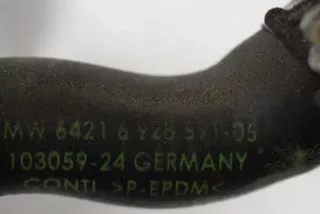 MW 6421 6 928 591-05
103059-24 GERMANY
CONTI >P-EPDM<